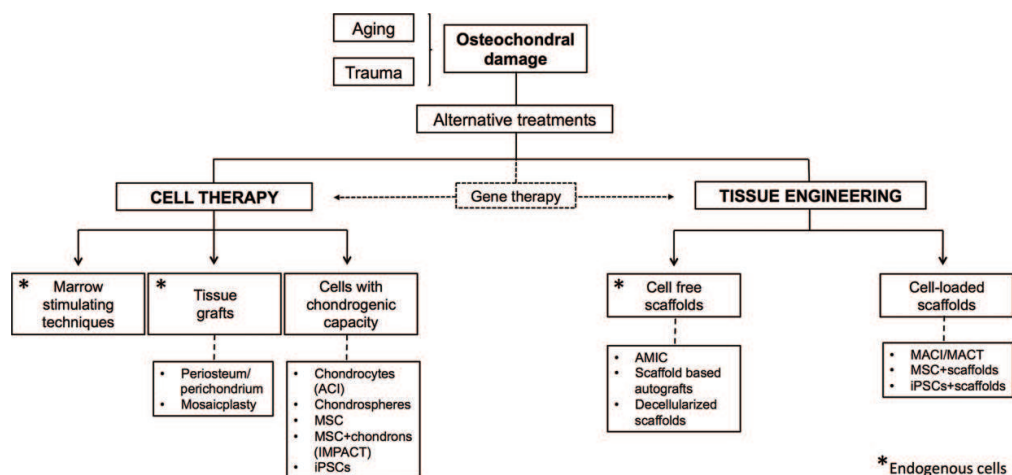 Aging
Trauma
Osteochondral
damage
Alternative treatments
CELL THERAPY
Gene therapy
TISSUE ENGINEERING
* Marrow
stimulating
techniques
* Tissue
grafts
Cells with
chondrogenic
capacity
* Cell free
scaffolds
Cell-loaded
scaffolds
• Periosteum/
perichondrium
• Mosaicplasty
• Chondrocytes
(ACI)
• Chondrospheres
• MSC
• MSC+chondrons
(IMPACT)
• iPSCs
• AMIC
• Scaffold based
autografts
• Decellularized
scaffolds
• MACI/MACT
• MSC+scaffolds
• iPSCs+scaffolds
*Endogenous cells